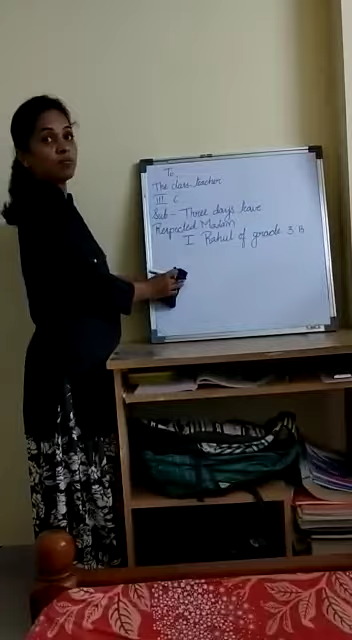 To
The class teacher
III C
Sub - Three days leave
Respected Madam
I Rahul of grade 3 B